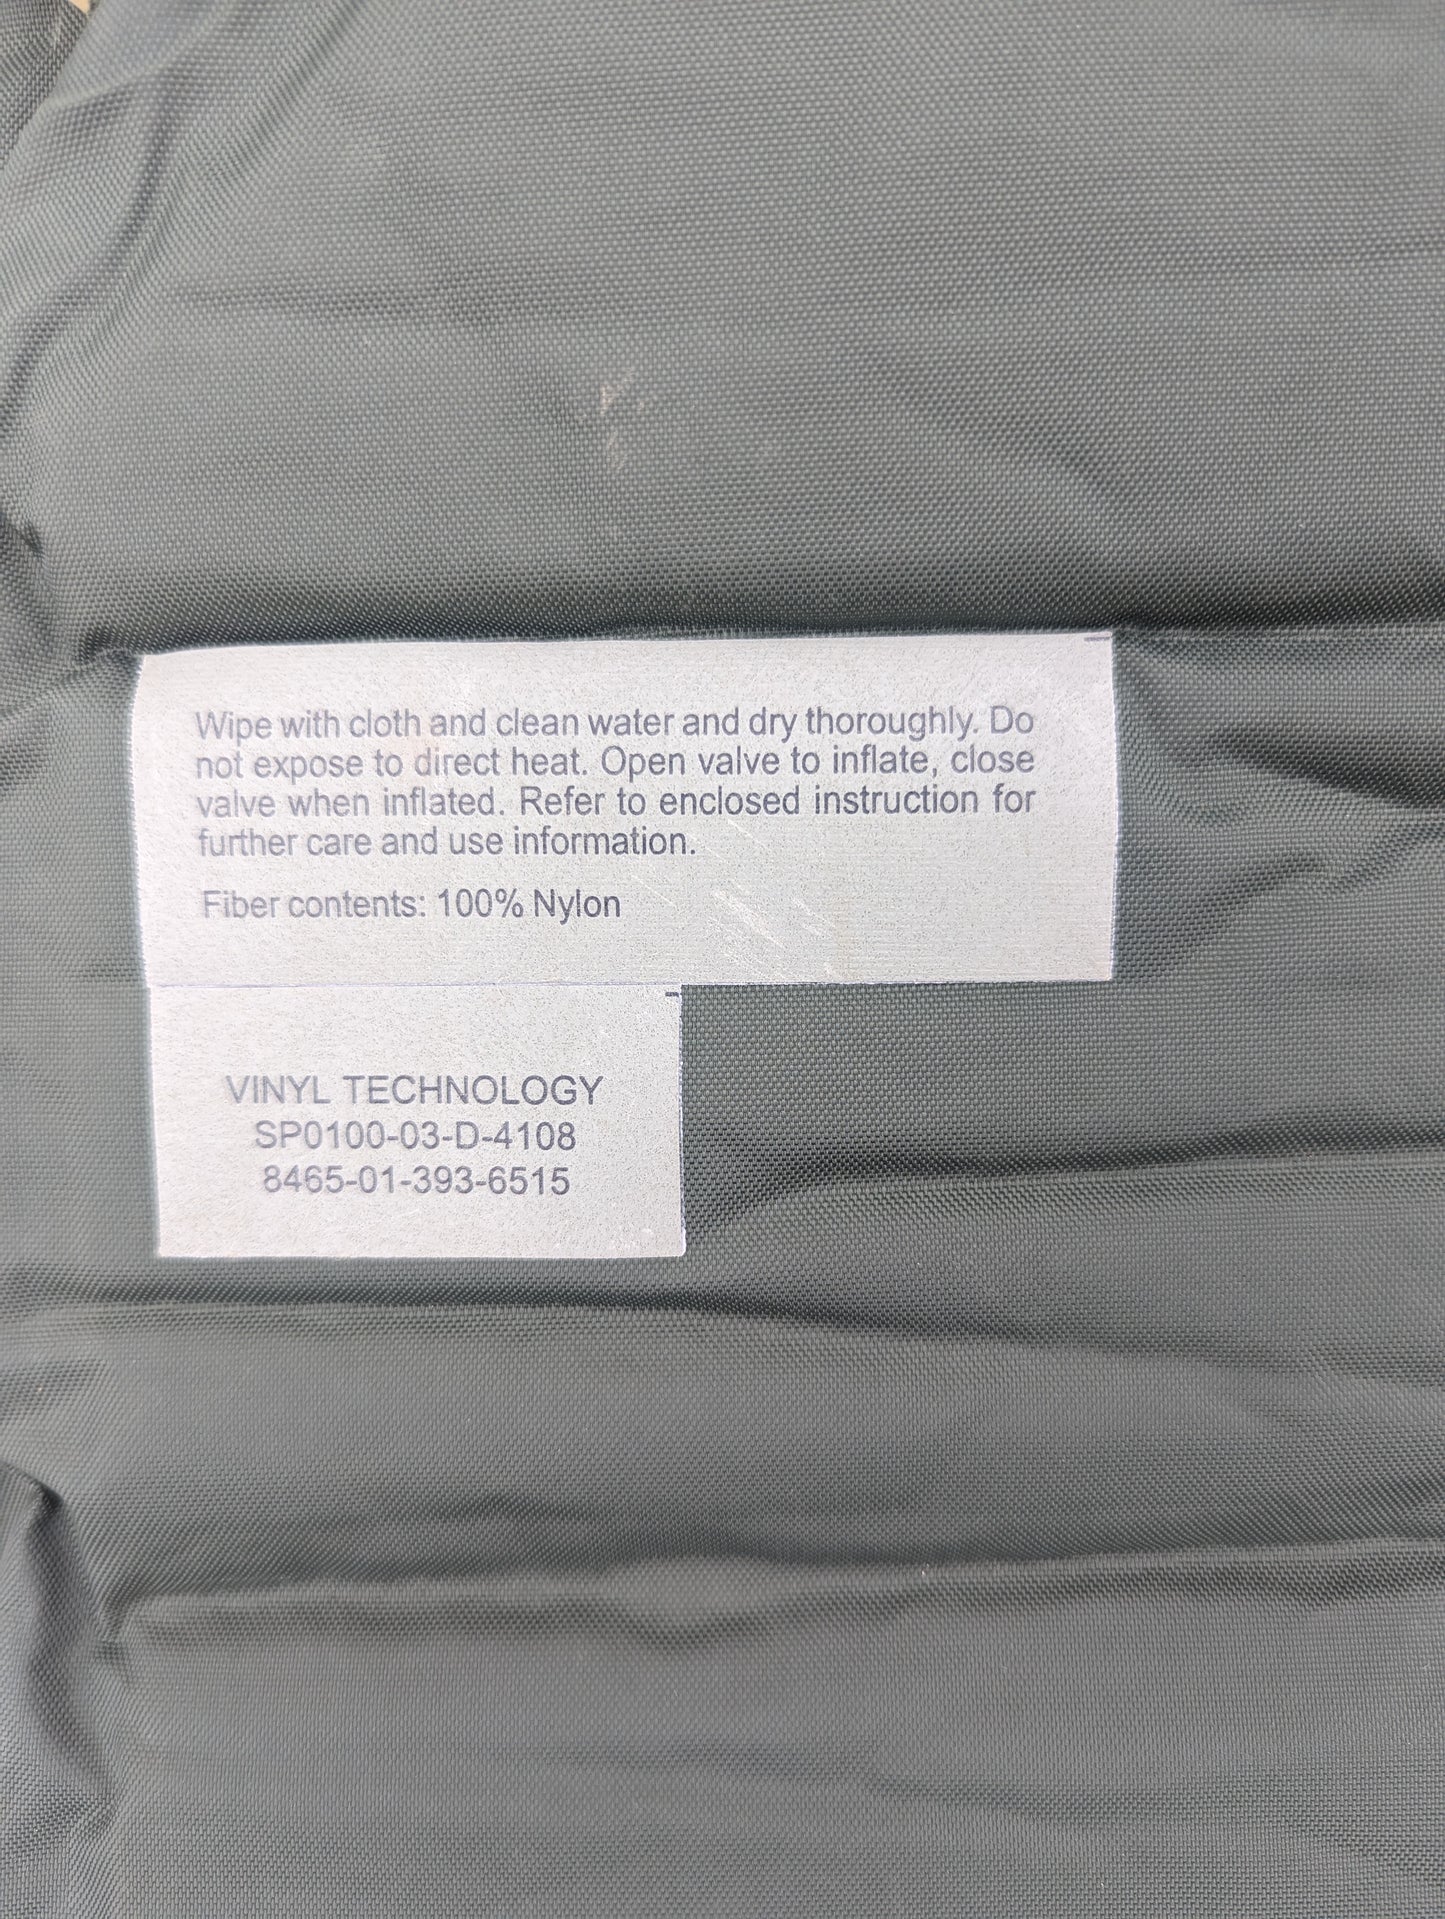 Wipe with cloth and clean water and dry thoroughly. Do
not expose to direct heat. Open valve to inflate, close
valve when inflated. Refer to enclosed instruction for
further care and use information.
Fiber contents: 100% Nylon
VINYL TECHNOLOGY
SP0100-03-D-4108
8465-01-393-6515